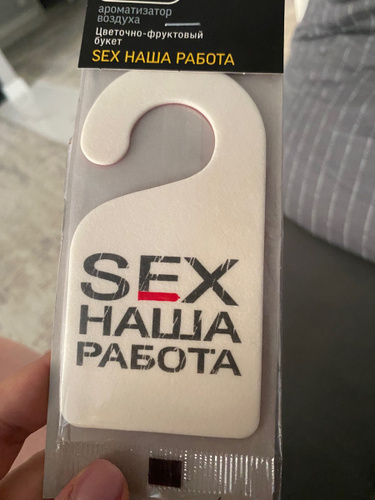 ароматизатор
воздуха
Цветочно-фруктовый
букет
SEX НАША РАБОТА
SEX
НАША
РАБОТА